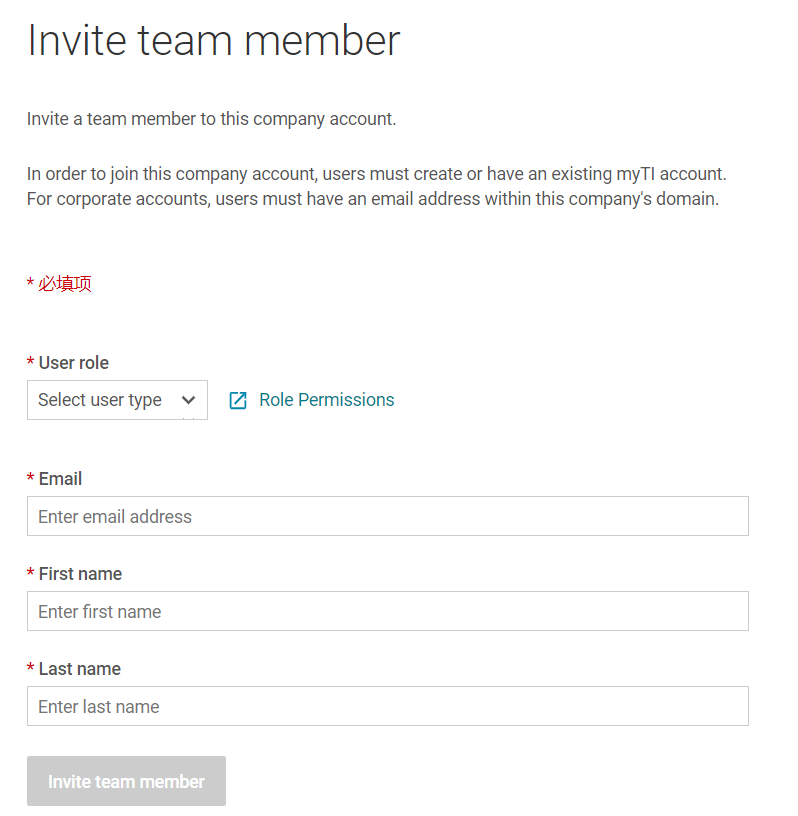 Invite team member
Invite a team member to this company account.
In order to join this company account, users must create or have an existing myTI account.
For corporate accounts, users must have an email address within this company's domain.
* 必填项
* User role
Select user type
Role Permissions
* Email
Enter email address
* First name
Enter first name
* Last name
Enter last name
Invite team member